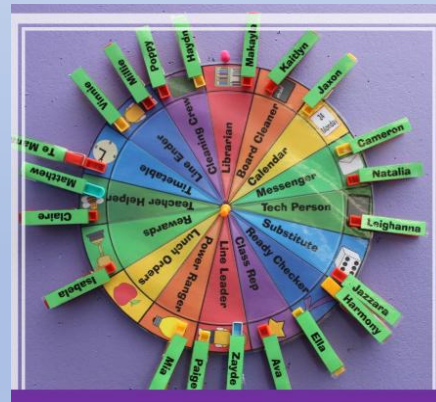 Haydn
Makayla
Kaitlyn
Jaxon
Cameron
Natalia
Leighanna
Jazzara
Harmony
Ella
Ava
Zayde
Paige
Mia
Isabela
Claire
Matthew
Vinnie
Millie
Poppy
Librarian
Board Cleaner
Calendar
Messenger
Tech Person
Substitute
Ready Checker
Class Rep
Line Leader
Power Ranger
Lunch Orders
Rewards
Teacher Helper
Timetable
Line Ender
Cleaning Crew